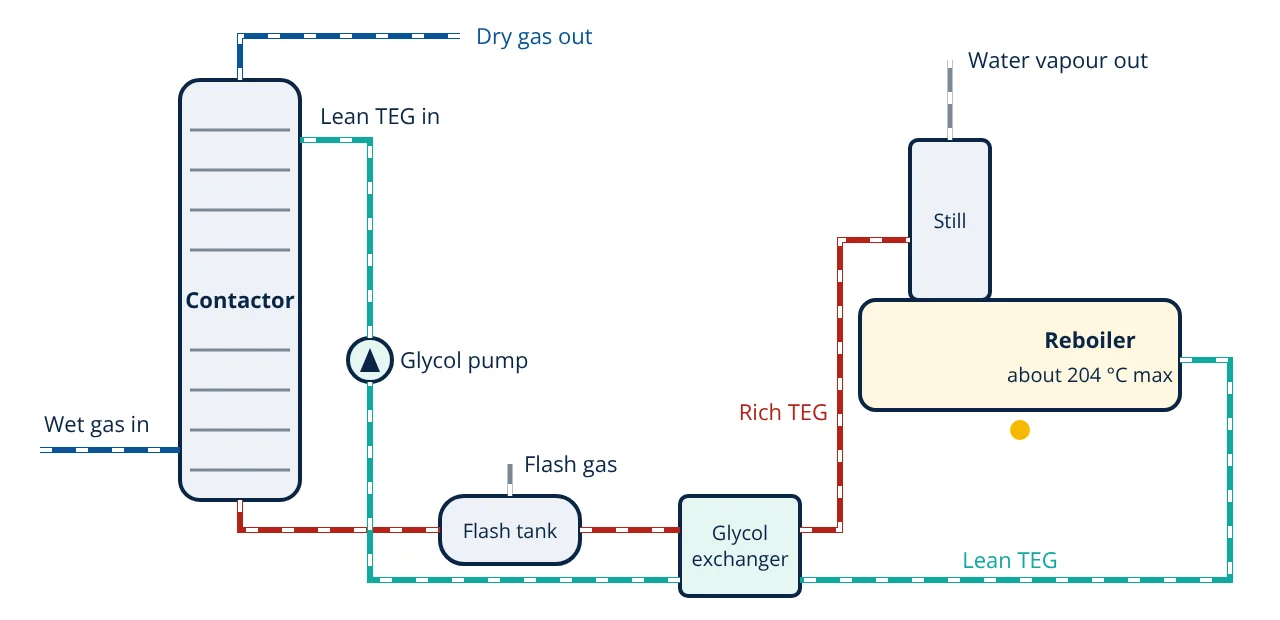 Dry gas out
Water vapour out
Lean TEG in
Still
Contactor
Reboiler
Glycol pump
about 204 °C max
Rich TEG
Wet gas in
Flash gas
Flash tank
Glycol
exchanger
Lean TEG